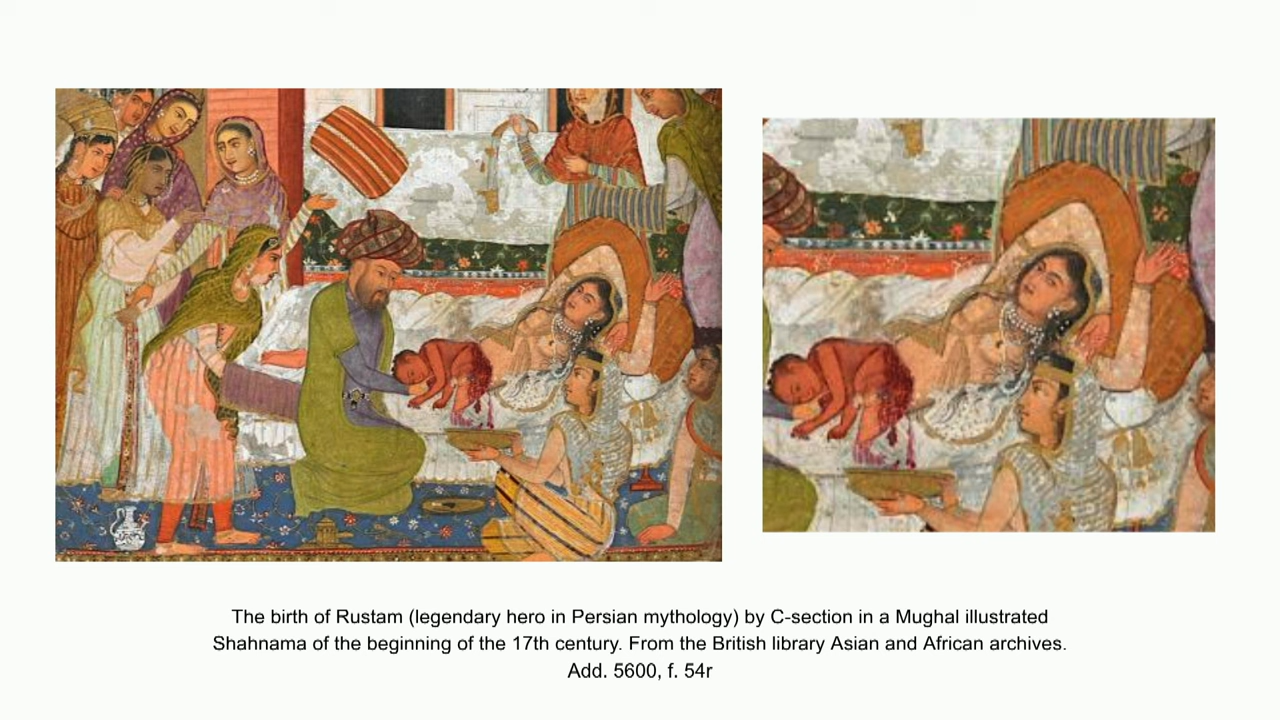 The birth of Rustam (legendary hero in Persian mythology) by C-section in a Mughal illustrated
Shahnama of the beginning of the 17th century. From the British library Asian and African archives.
Add. 5600, f. 54r